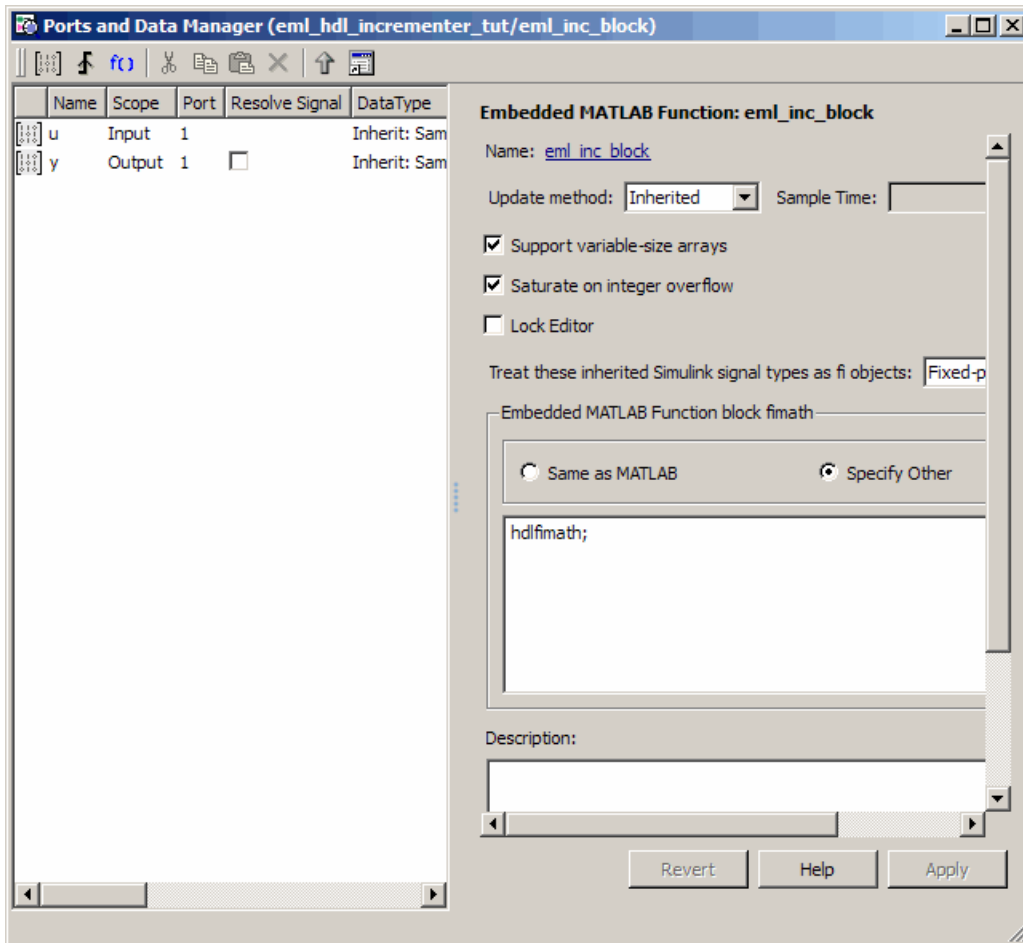 Ports and Data Manager (eml_hdl_incrementer_tut/eml_inc_block)
f()
Name Scope Port Resolve Signal DataType
u Input 1 Inherit: Sam
y Output 1 Inherit: Sam
Embedded MATLAB Function: eml_inc_block
Name: eml_inc_block
Update method: Inherited Sample Time:
Support variable-size arrays
Saturate on integer overflow
Lock Editor
Treat these inherited Simulink signal types as fi objects: Fixed-p
Embedded MATLAB Function block fimath
Same as MATLAB Specify Other
hdlfimath;
Description:
Revert Help Apply